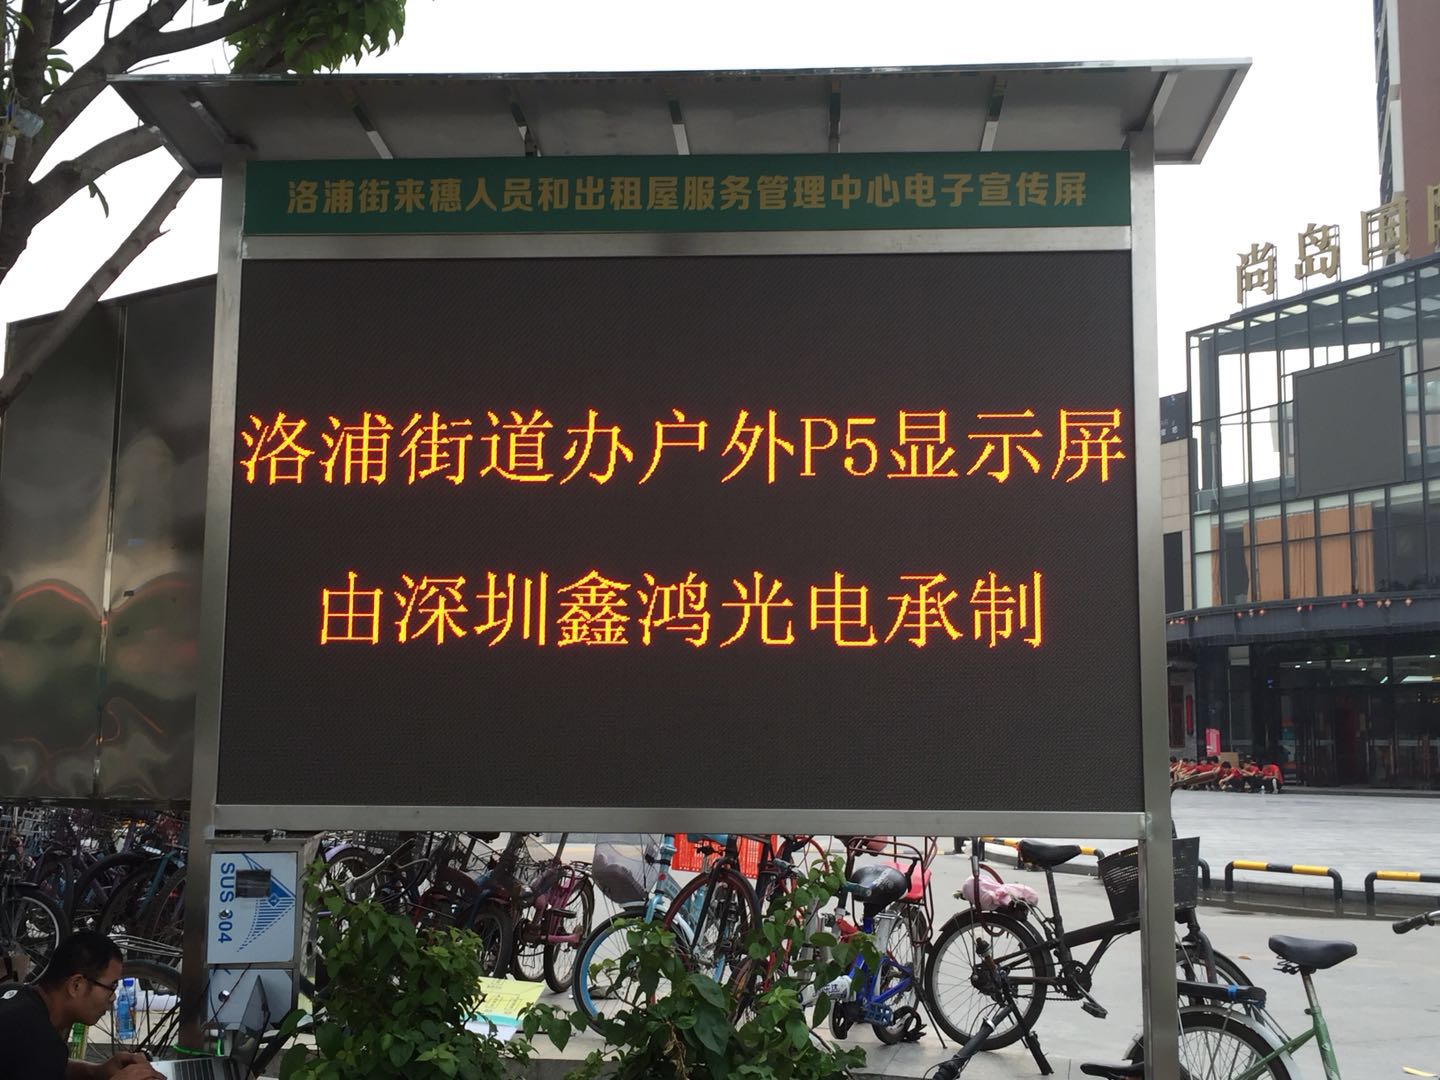 洛浦街来穗人员和出租屋服务管理中心电子宣传屏
尚岛国
洛浦街道办户外P5显示屏
由深圳鑫鸿光电承制
SUS304